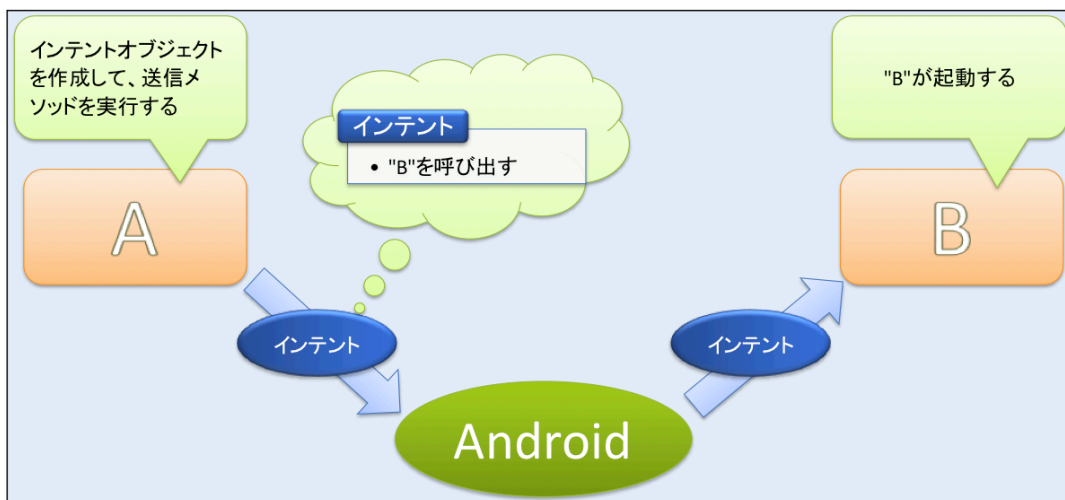 インテントオブジェクト
を作成して、送信メ
ソッドを実行する
"B"が起動する
インテント
• "B"を呼び出す
A
B
インテント
インテント
Android